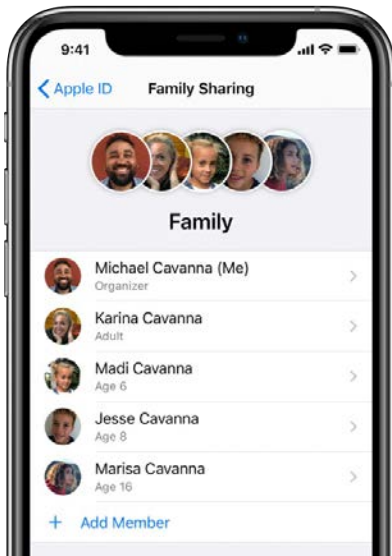 9:41
Apple ID Family Sharing
Family
Michael Cavanna (Me)
Organizer
Karina Cavanna
Adult
Madi Cavanna
Age 6
Jesse Cavanna
Age 8
Marisa Cavanna
Age 16
+ Add Member